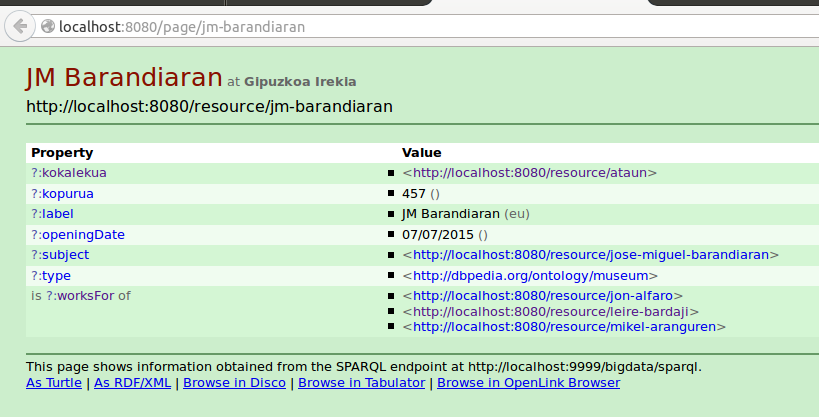 localhost:8080/page/jm-barandiaran
JM Barandiaran at Gipuzkoa Irekia
http://localhost:8080/resource/jm-barandiaran
Property Value
?:kokalekua <http://localhost:8080/resource/ataun>
?:kopurua 457 ()
?:label JM Barandiaran (eu)
?:openingDate 07/07/2015 ()
?:subject <http://localhost:8080/resource/jose-miguel-barandiaran>
?:type <http://dbpedia.org/ontology/museum>
is ?:worksFor of <http://localhost:8080/resource/jon-alfaro>
<http://localhost:8080/resource/leire-bardaji>
<http://localhost:8080/resource/mikel-aranguren>
This page shows information obtained from the SPARQL endpoint at http://localhost:9999/bigdata/sparql.
As Turtle | As RDF/XML | Browse in Disco | Browse in Tabulator | Browse in OpenLink Browser